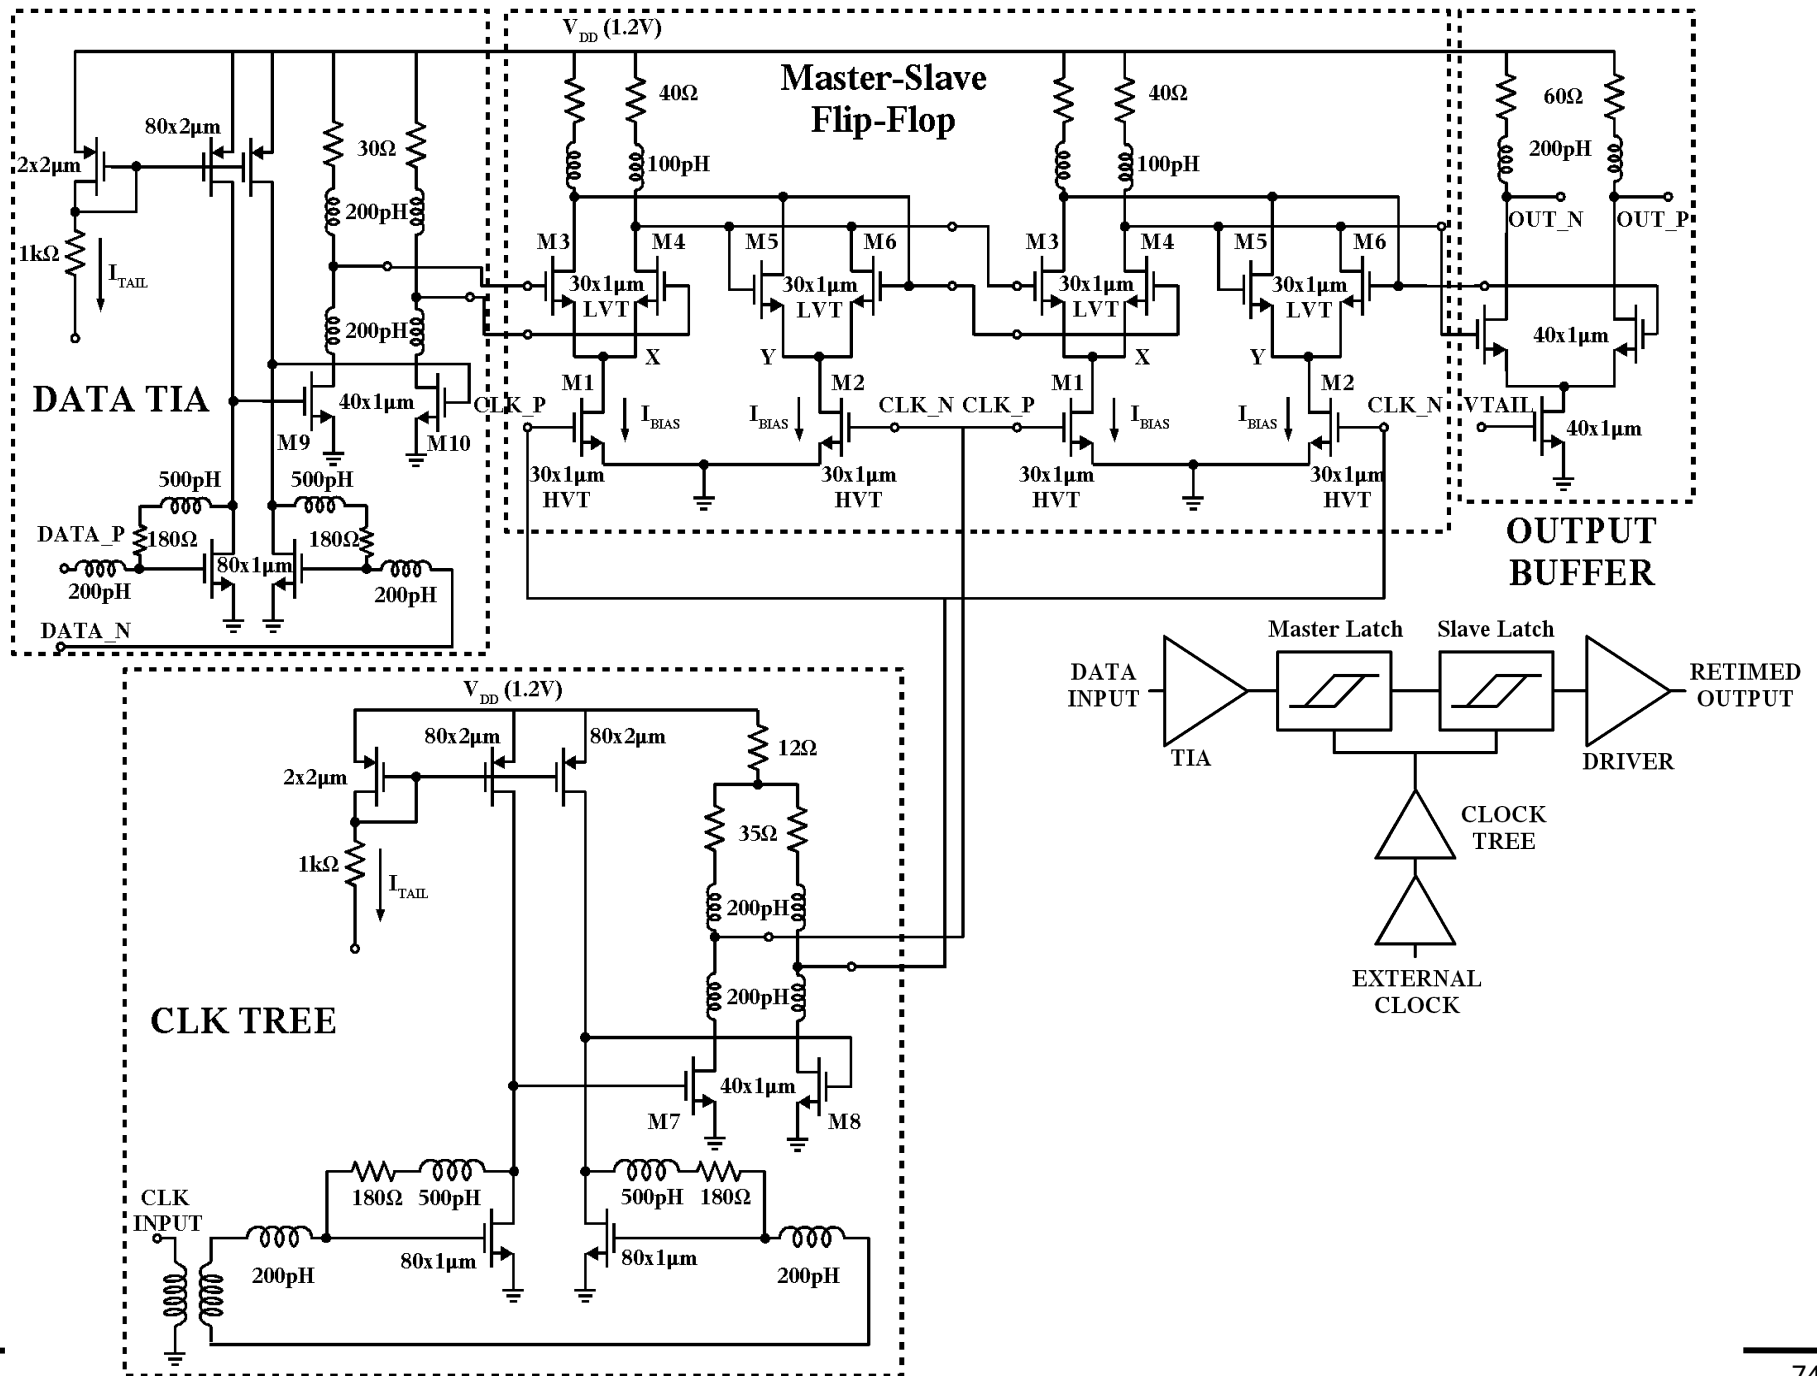 V_DD (1.2V)
Master-Slave
Flip-Flop
40Ω
40Ω
60Ω
80x2μm
30Ω
2x2μm
100pH
100pH
200pH
200pH
OUT_N
OUT_P
1kΩ
I_TAIL
M3
M4
M5
M6
M3
M4
M5
M6
30x1μm
LVT
30x1μm
LVT
30x1μm
LVT
30x1μm
LVT
200pH
40x1μm
X
Y
X
Y
DATA TIA
40x1μm
M9
M10
CLK_P
M1
I_BIAS
I_BIAS
M2
CLK_N
CLK_P
M1
I_BIAS
I_BIAS
M2
CLK_N
VTAIL
40x1μm
30x1μm
HVT
30x1μm
HVT
30x1μm
HVT
30x1μm
HVT
500pH
500pH
DATA_P
180Ω
180Ω
80x1μm
200pH
200pH
DATA_N
OUTPUT
BUFFER
V_DD (1.2V)
80x2μm
80x2μm
12Ω
2x2μm
35Ω
1kΩ
I_TAIL
200pH
200pH
CLK TREE
40x1μm
M7
M8
180Ω
500pH
500pH
180Ω
CLK
INPUT
200pH
80x1μm
80x1μm
200pH
Master Latch
Slave Latch
DATA
INPUT
RETIMED
OUTPUT
TIA
DRIVER
CLOCK
TREE
EXTERNAL
CLOCK
74